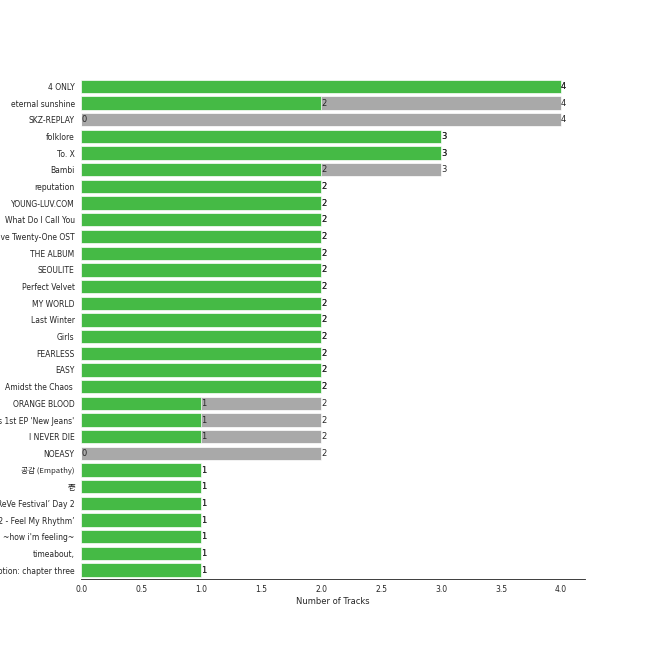 4 ONLY 4
eternal sunshine 2 4
SKZ-REPLAY 0 4
folklore 3
To. X 3
Bambi 2 3
reputation 2
YOUNG-LUV.COM 2
What Do I Call You 2
ve Twenty-One OST 2
THE ALBUM 2
SEOULITE 2
Perfect Velvet 2
MY WORLD 2
Last Winter 2
Girls 2
FEARLESS 2
EASY 2
Amidst the Chaos 2
ORANGE BLOOD 1 2
s 1st EP 'New Jeans' 1 2
I NEVER DIE 1 2
NOEASY 0 2
공감 (Empathy) 1
1
ReVe Festival' Day 2 1
2 - Feel My Rhythm' 1
~how i'm feeling~ 1
timeabout, 1
ption: chapter three 1
0.0 0.5 1.0 1.5 2.0 2.5 3.0 3.5 4.0
Number of Tracks